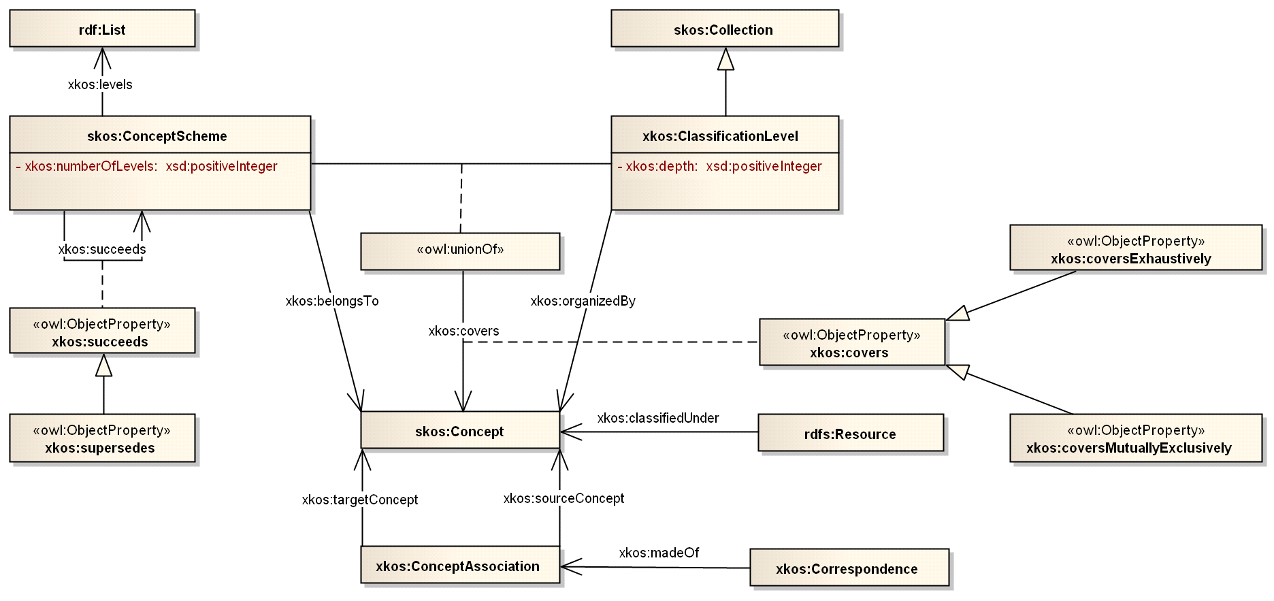 rdf:List
skos:Collection
xkos:levels
skos:ConceptScheme
- xkos:numberOfLevels: xsd:positiveInteger
xkos:ClassificationLevel
- xkos:depth: xsd:positiveInteger
xkos:succeeds
«owl:unionOf»
«owl:ObjectProperty»
xkos:coversExhaustively
xkos:belongsTo
xkos:organizedBy
«owl:ObjectProperty»
xkos:succeeds
xkos:covers
«owl:ObjectProperty»
xkos:covers
«owl:ObjectProperty»
xkos:supersedes
skos:Concept
xkos:classifiedUnder
rdfs:Resource
«owl:ObjectProperty»
xkos:coversMutuallyExclusively
xkos:targetConcept
xkos:sourceConcept
xkos:ConceptAssociation
xkos:madeOf
xkos:Correspondence